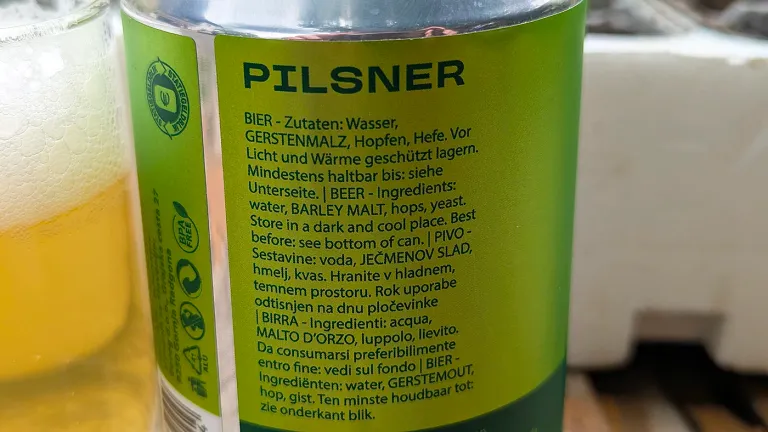 PILSNER
BIER - Zutaten: Wasser,
GERSTENMALZ, Hopfen, Hefe. Vor
Licht und Wärme geschützt lagern.
Mindestens haltbar bis: siehe
Unterseite. | BEER - Ingredients:
water, BARLEY MALT, hops, yeast.
Store in a dark and cool place. Best
before: see bottom of can. | PIVO -
Sestavine: voda, JEČMENOV SLAD,
hmelj, kvas. Hranite v hladnem,
temnem prostoru. Rok uporabe
odtisnjen na dnu pločevinke
| BIRRA - Ingredienti: acqua,
MALTO D'ORZO, luppolo, lievito.
Da consumarsi preferibilmente
entro fine: vedi sul fondo | BIER -
Ingrediënten: water, GERSTEMOUT,
hop, gist. Ten minste houdbaar tot:
zie onderkant blik.
STATIEGELDBLIK
BPA
FREE
ALU